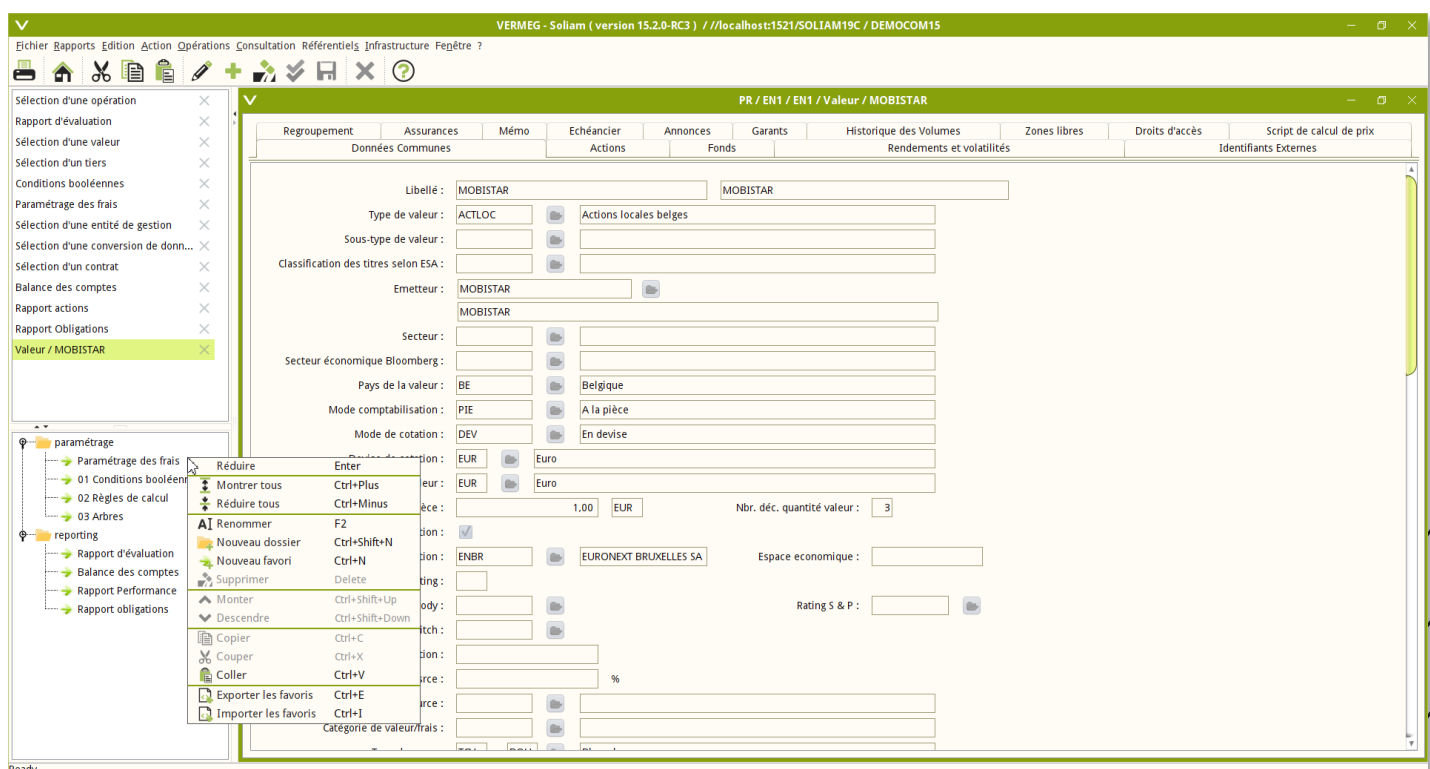 VERMEG - Soliam ( version 15.2.0-RC3 ) / //localhost:1521/SOLIAM19C / DEMOCOM15
Fichier Rapports Edition Action Opérations Consultation Référentiels Infrastructure Fenêtre ?
Sélection d'une opération
Rapport d'évaluation
Sélection d'une valeur
Sélection d'un tiers
Conditions booléennes
Paramétrage des frais
Sélection d'une entité de gestion
Sélection d'une conversion de donn...
Sélection d'un contrat
Balance des comptes
Rapport actions
Rapport Obligations
Valeur / MOBISTAR
paramétrage
Paramétrage des frais
01 Conditions booléenn
02 Règles de calcul
03 Arbres
reporting
Rapport d'évaluation
Balance des comptes
Rapport Performance
Rapport obligations
Réduire Enter
Montrer tous Ctrl+Plus
Réduire tous Ctrl+Minus
Renommer F2
Nouveau dossier Ctrl+Shift+N
Nouveau favori Ctrl+N
Supprimer Delete
Monter Ctrl+Shift+Up
Descendre Ctrl+Shift+Down
Copier Ctrl+C
Couper Ctrl+X
Coller Ctrl+V
Exporter les favoris Ctrl+E
Importer les favoris Ctrl+I
PR / EN1 / EN1 / Valeur / MOBISTAR
Regroupement Assurances Mémo Echéancier Annonces Garants Historique des Volumes Zones libres Droits d'accès Script de calcul de prix
Données Communes Actions Fonds Rendements et volatilités Identifiants Externes
Libellé : MOBISTAR MOBISTAR
Type de valeur : ACTLOC Actions locales belges
Sous-type de valeur :
Classification des titres selon ESA :
Emetteur : MOBISTAR
MOBISTAR
Secteur :
Secteur économique Bloomberg :
Pays de la valeur : BE Belgique
Mode comptabilisation : PIE A la pièce
Mode de cotation : DEV En devise
tion : EUR Euro
eur : EUR Euro
èce : 1,00 EUR Nbr. déc. quantité valeur : 3
tion :
tion : ENBR EURONEXT BRUXELLES SA Espace economique :
ting :
ody : Rating S & P :
itch :
tion :
rce : %
urce :
Catégorie de valeur/frais :
Ready